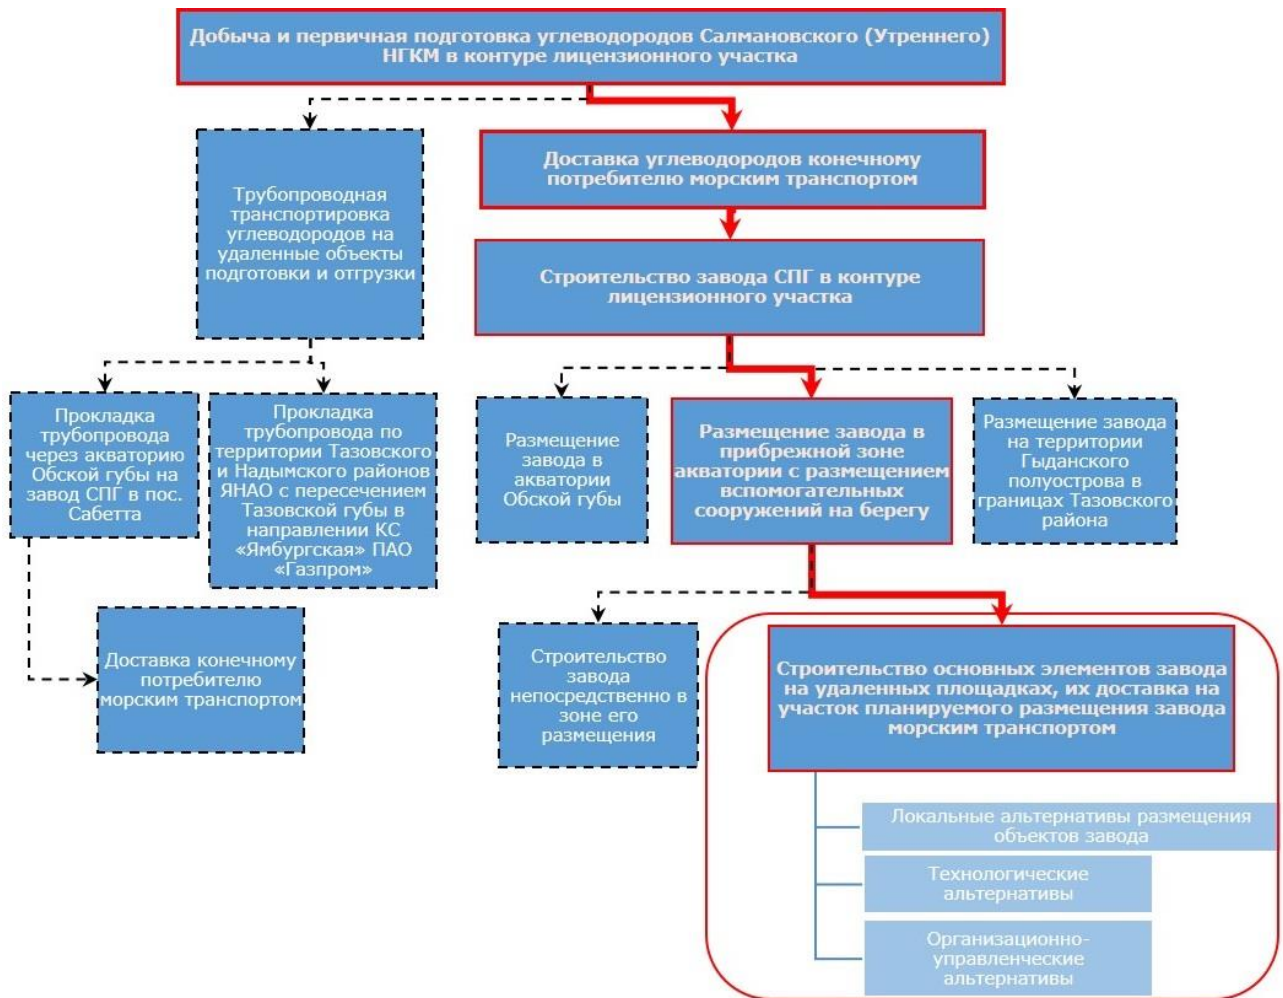 Добыча и первичная подготовка углеводородов Салмановского (Утреннего)
НГКМ в контуре лицензионного участка
Трубопроводная
транспортировка
углеводородов на
удаленные объекты
подготовки и отгрузки
Доставка углеводородов конечному
потребителю морским транспортом
Строительство завода СПГ в контуре
лицензионного участка
Прокладка
трубопровода
через акваторию
Обской губы на
завод СПГ в пос.
Сабетта
Прокладка
трубопровода по
территории Тазовского
и Надымского районов
ЯНАО с пересечением
Тазовской губы в
направлении КС
«Ямбургская» ПАО
«Газпром»
Размещение
завода в
акватории
Обской губы
Размещение завода в
прибрежной зоне
акватории с размещением
вспомогательных
сооружений на берегу
Размещение завода
на территории
Гыданского
полуострова в
границах Тазовского
района
Доставка конечному
потребителю
морским транспортом
Строительство
завода
непосредственно в
зоне его
размещения
Строительство основных элементов завода
на удаленных площадках, их доставка на
участок планируемого размещения завода
морским транспортом
Локальные альтернативы размещения
объектов завода
Технологические
альтернативы
Организационно-
управленческие
альтернативы